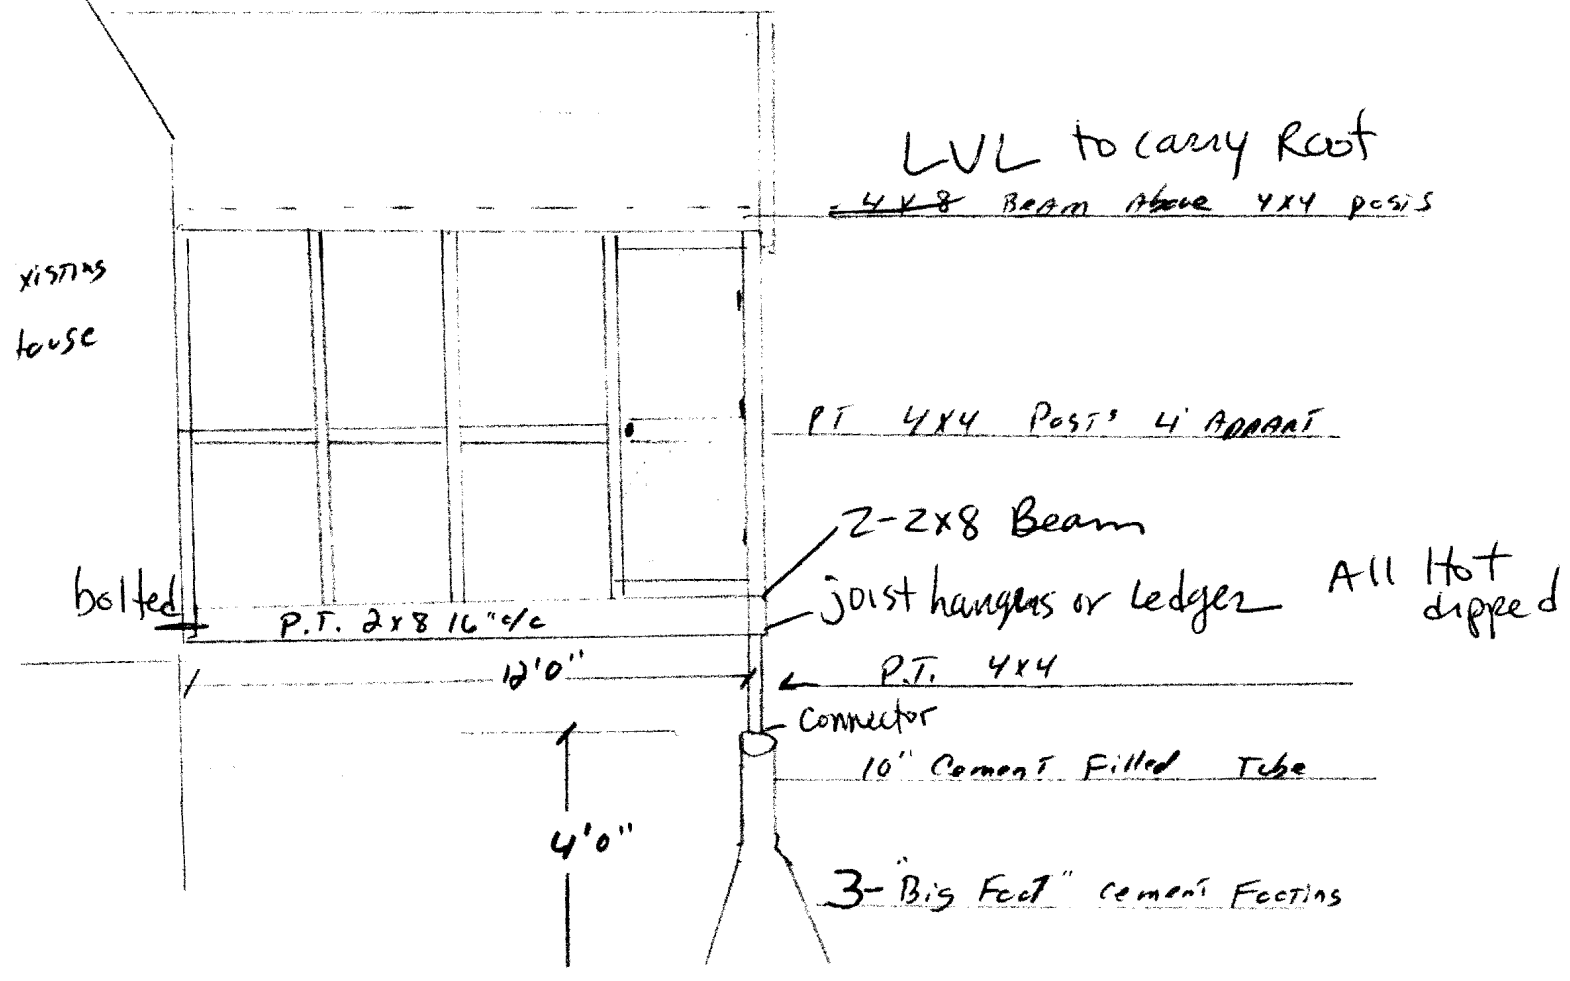 LVL to carry Roof
4x8 Beam Above 4x4 posts
xisting
house
PT 4x4 Post's 4' Appart
2-2x8 Beam
bolted
joist hangers or Ledger
All Hot
dipped
P.T. 2x8 16" c/c
12'0"
P.T. 4x4
Connector
10" Cement Filled Tube
4'0"
3-"Big Foot" Cement Footing